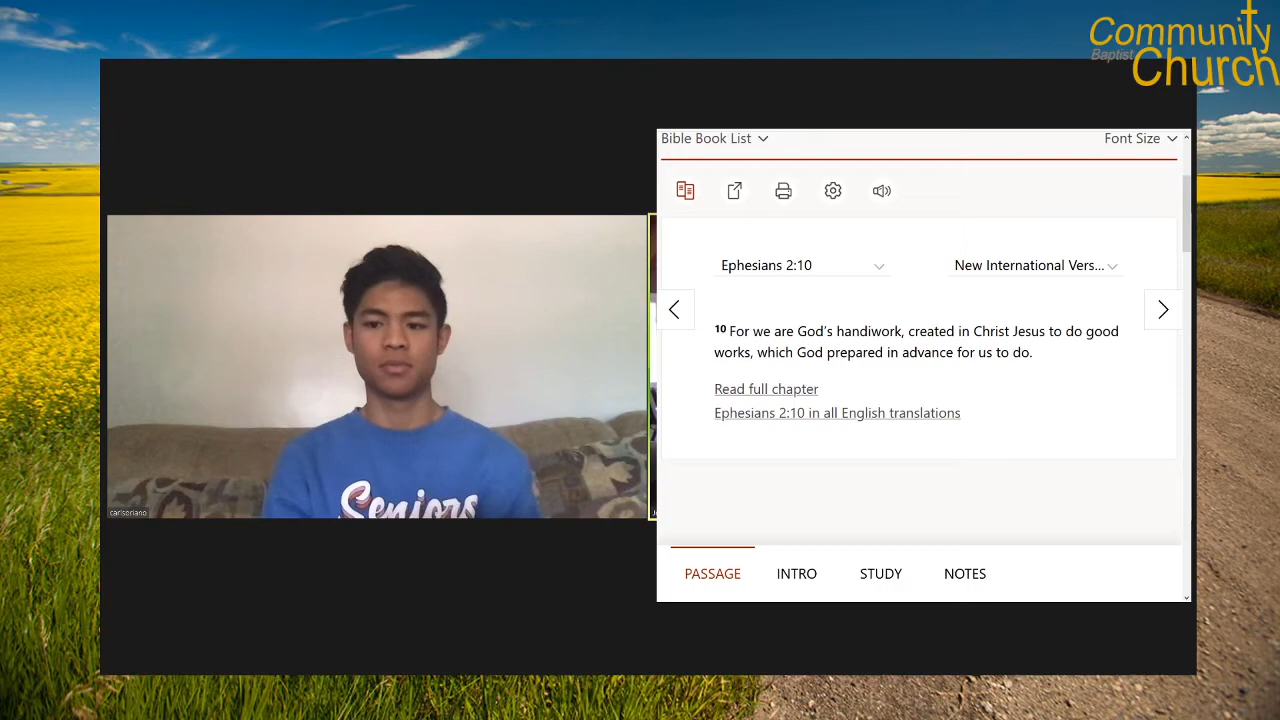 Community
Baptist
Church
Bible Book List
Font Size
Ephesians 2:10
New International Vers...
10 For we are God's handiwork, created in Christ Jesus to do good
works, which God prepared in advance for us to do.
Read full chapter
Ephesians 2:10 in all English translations
Seniors
carlsoriano
PASSAGE
INTRO
STUDY
NOTES